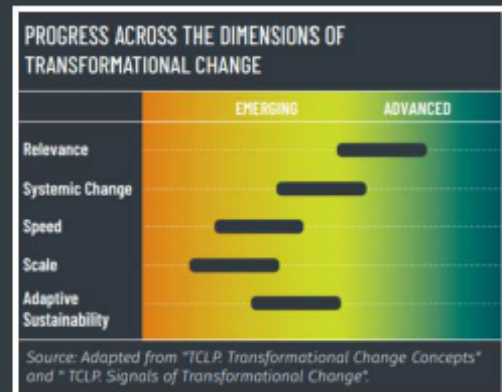 PROGRESS ACROSS THE DIMENSIONS OF
TRANSFORMATIONAL CHANGE
EMERGING ADVANCED
Relevance
Systemic Change
Speed
Scale
Adaptive
Sustainability
Source: Adapted from "TCLP. Transformational Change Concepts"
and " TCLP. Signals of Transformational Change".